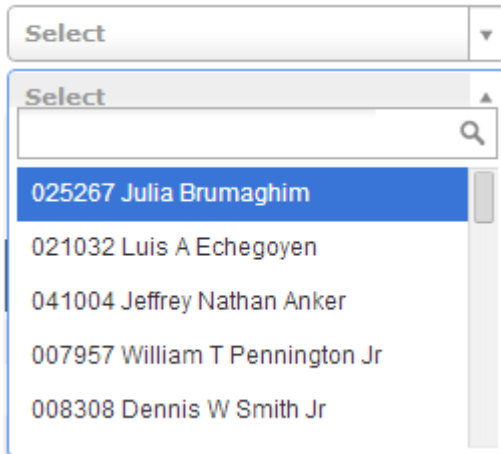 Select
Select
025267 Julia Brumaghim
021032 Luis A Echegoyen
041004 Jeffrey Nathan Anker
007957 William T Pennington Jr
008308 Dennis W Smith Jr